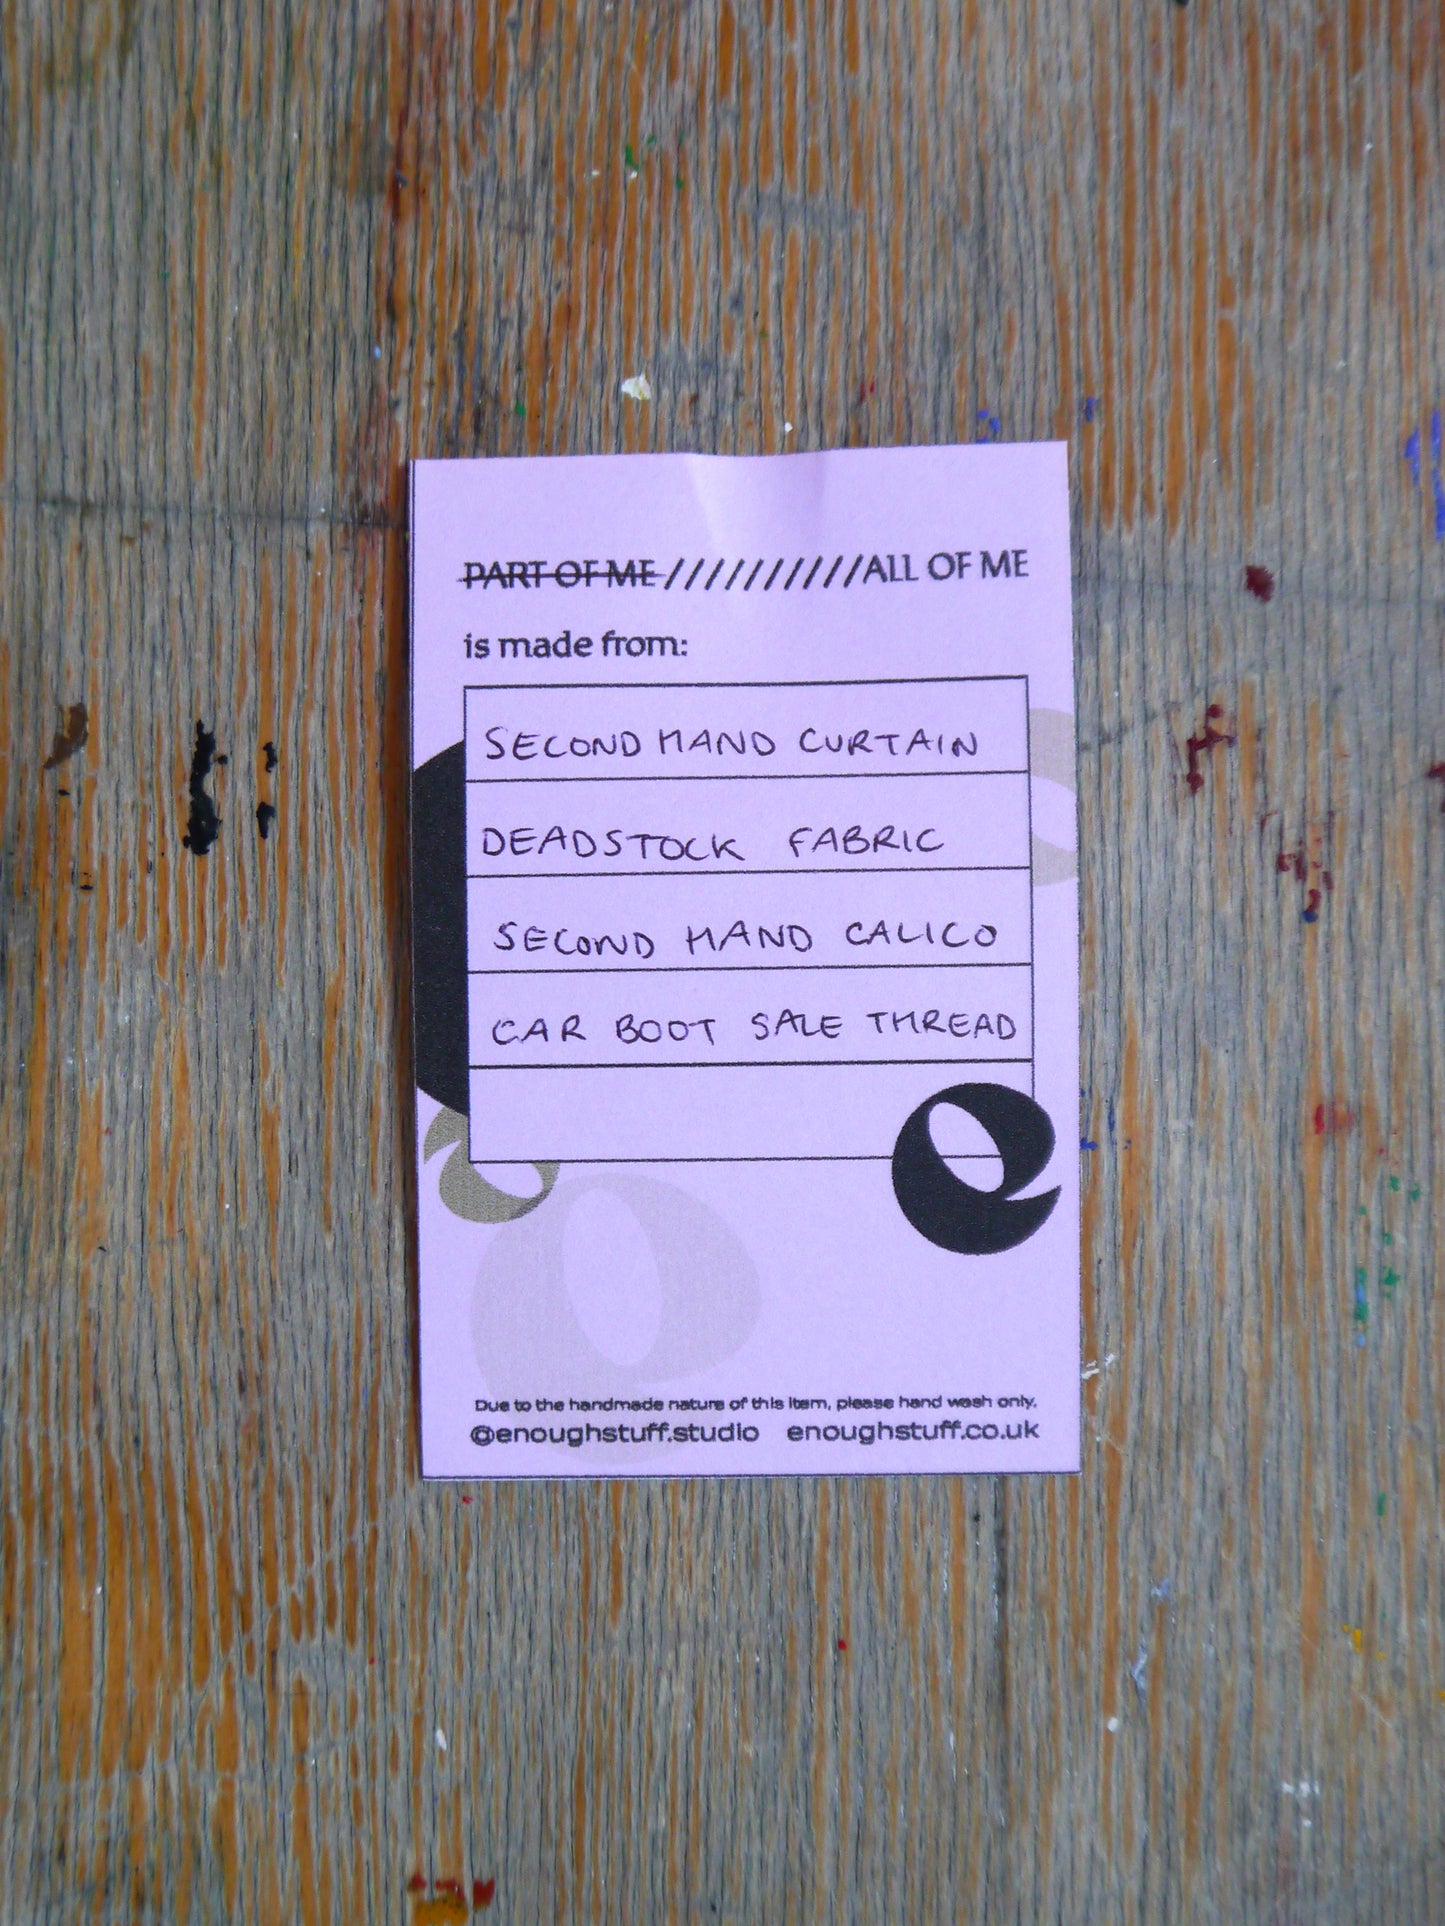 PART OF ME //////////ALL OF ME
is made from:
SECOND HAND CURTAIN
DEADSTOCK FABRIC
SECOND HAND CALICO
CAR BOOT SALE THREAD
Due to the handmade nature of this item, please hand wash only.
@enoughstuff.studio enoughstuff.co.uk